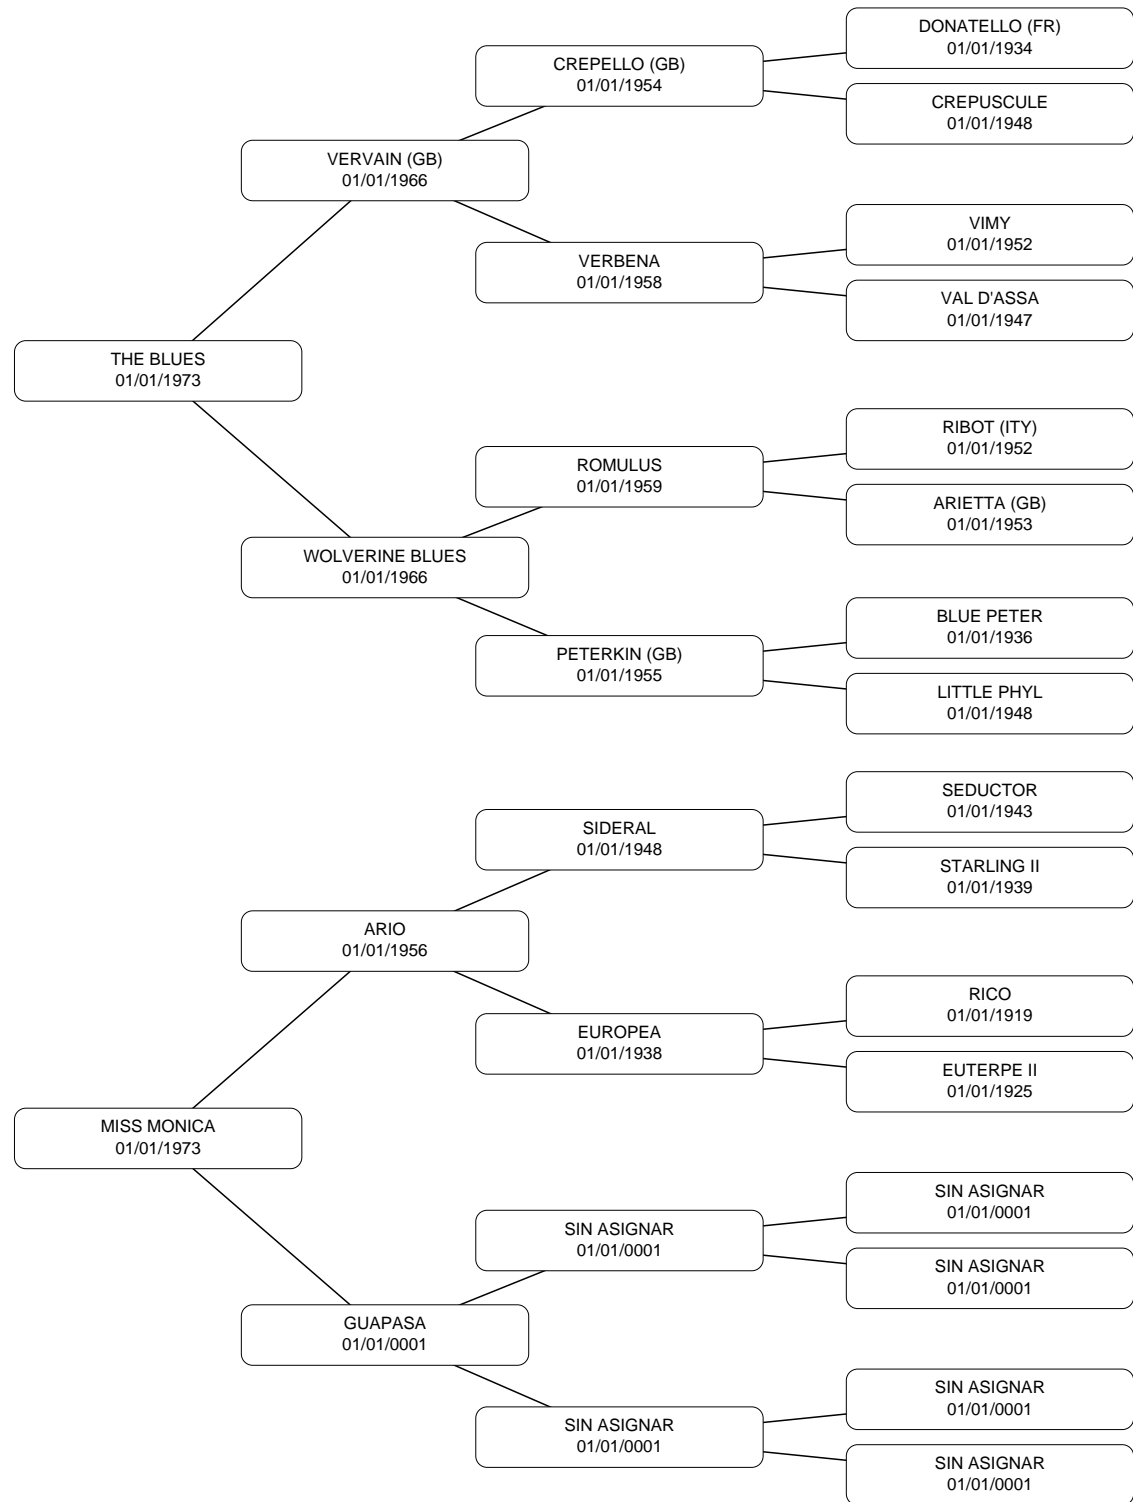 DONATELLO (FR)
01/01/1934
CREPELLO (GB)
01/01/1954
CREPUSCULE
01/01/1948
VERVAIN (GB)
01/01/1966
VIMY
01/01/1952
VERBENA
01/01/1958
VAL D'ASSA
01/01/1947
THE BLUES
01/01/1973
RIBOT (ITY)
01/01/1952
ROMULUS
01/01/1959
ARIETTA (GB)
01/01/1953
WOLVERINE BLUES
01/01/1966
BLUE PETER
01/01/1936
PETERKIN (GB)
01/01/1955
LITTLE PHYL
01/01/1948
SEDUCTOR
01/01/1943
SIDERAL
01/01/1948
STARLING II
01/01/1939
ARIO
01/01/1956
RICO
01/01/1919
EUROPEA
01/01/1938
EUTERPE II
01/01/1925
MISS MONICA
01/01/1973
SIN ASIGNAR
01/01/0001
SIN ASIGNAR
01/01/0001
SIN ASIGNAR
01/01/0001
GUAPASA
01/01/0001
SIN ASIGNAR
01/01/0001
SIN ASIGNAR
01/01/0001
SIN ASIGNAR
01/01/0001